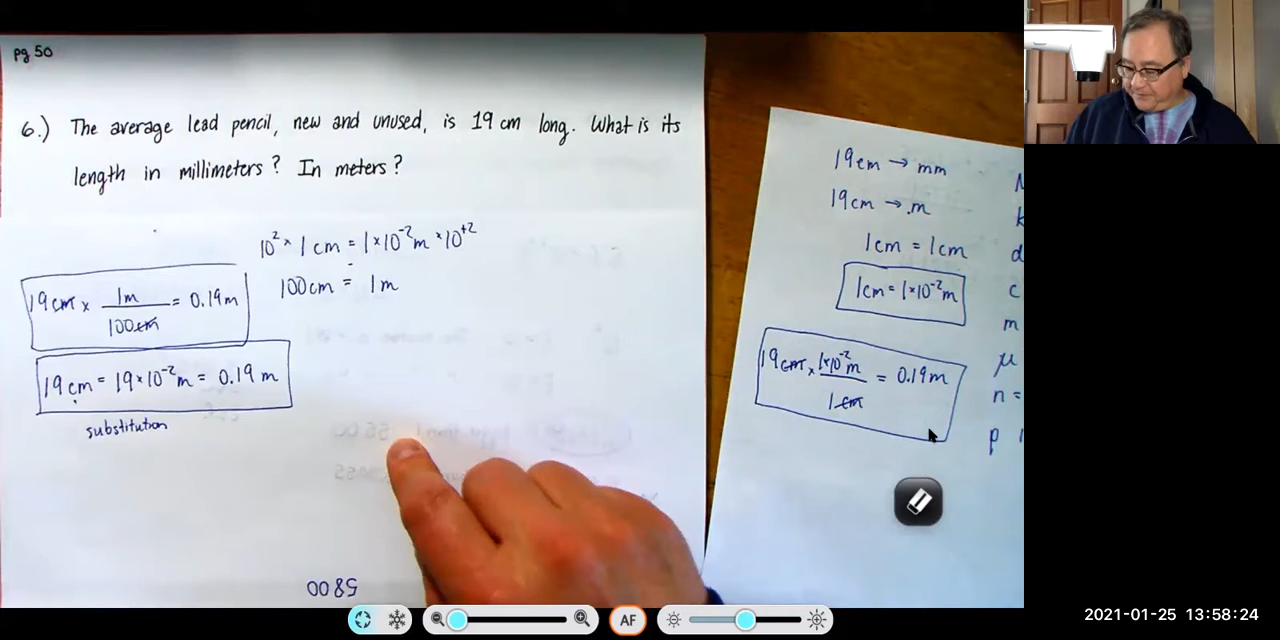 pg 50
6.) The average lead pencil, new and unused, is 19 cm long. What is its
length in millimeters? In meters?
10² × 1 cm = 1 × 10⁻² m × 10⁺²
100 cm = 1 m
19 cm × 1m / 100 cm = 0.19 m
19 cm = 19 × 10⁻² m = 0.19 m
substitution
5800
19 cm → mm
19 cm → m
1 cm = 1 cm
1 cm = 1 × 10⁻² m
19 cm × 1 × 10⁻² m / 1 cm = 0.19 m
k
d
c
m
μ
n =
p
AF
2021-01-25 13:58:24